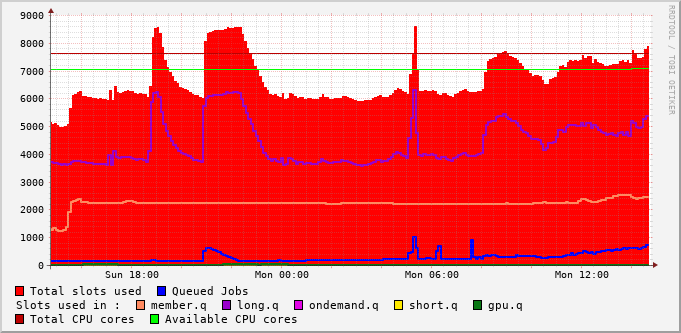 9000
8000
7000
6000
5000
4000
3000
2000
1000
0
Sun 18:00 Mon 00:00 Mon 06:00 Mon 12:00
RRDTOOL / TOBI OETIKER
Total slots used Queued Jobs
Slots used in : member.q long.q ondemand.q short.q gpu.q
Total CPU cores Available CPU cores